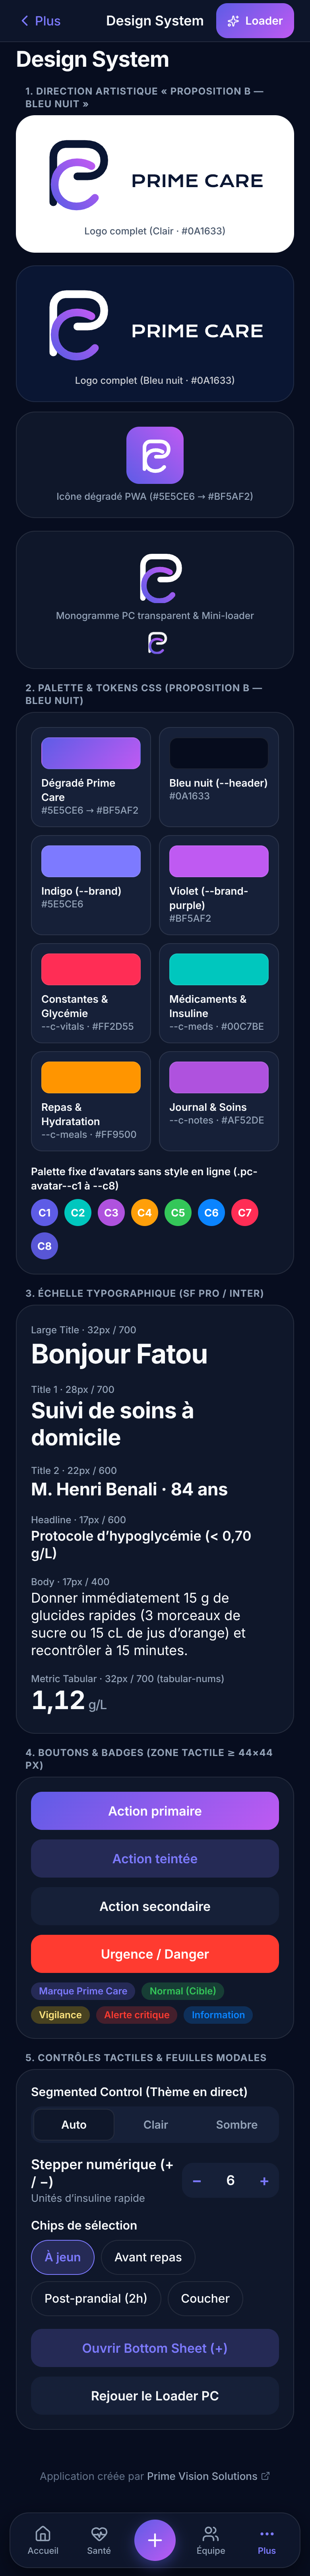 Plus
Design System
Loader
Design System
1. DIRECTION ARTISTIQUE « PROPOSITION B —
BLEU NUIT »
PRIME CARE
Logo complet (Clair · #0A1633)
PRIME CARE
Logo complet (Bleu nuit · #0A1633)
Icône dégradé PWA (#5E5CE6 → #BF5AF2)
Monogramme PC transparent & Mini-loader
2. PALETTE & TOKENS CSS (PROPOSITION B —
BLEU NUIT)
Dégradé Prime
Care
#5E5CE6 → #BF5AF2
Bleu nuit (--header)
#0A1633
Indigo (--brand)
#5E5CE6
Violet (--brand-
purple)
#BF5AF2
Constantes &
Glycémie
--c-vitals · #FF2D55
Médicaments &
Insuline
--c-meds · #00C7BE
Repas &
Hydratation
--c-meals · #FF9500
Journal & Soins
--c-notes · #AF52DE
Palette fixe d’avatars sans style en ligne (.pc-
avatar--c1 à --c8)
C1 C2 C3 C4 C5 C6 C7
C8
3. ÉCHELLE TYPOGRAPHIQUE (SF PRO / INTER)
Large Title · 32px / 700
Bonjour Fatou
Title 1 · 28px / 700
Suivi de soins à
domicile
Title 2 · 22px / 600
M. Henri Benali · 84 ans
Headline · 17px / 600
Protocole d’hypoglycémie (< 0,70
g/L)
Body · 17px / 400
Donner immédiatement 15 g de
glucides rapides (3 morceaux de
sucre ou 15 cL de jus d’orange) et
recontrôler à 15 minutes.
Metric Tabular · 32px / 700 (tabular-nums)
1,12 g/L
4. BOUTONS & BADGES (ZONE TACTILE ≥ 44×44
PX)
Action primaire
Action teintée
Action secondaire
Urgence / Danger
Marque Prime Care Normal (Cible)
Vigilance Alerte critique Information
5. CONTRÔLES TACTILES & FEUILLES MODALES
Segmented Control (Thème en direct)
Auto Clair Sombre
Stepper numérique (+
/ −)
Unités d’insuline rapide
− 6 +
Chips de sélection
À jeun Avant repas
Post-prandial (2h) Coucher
Ouvrir Bottom Sheet (+)
Rejouer le Loader PC
Application créée par Prime Vision Solutions
Accueil Santé + Équipe Plus